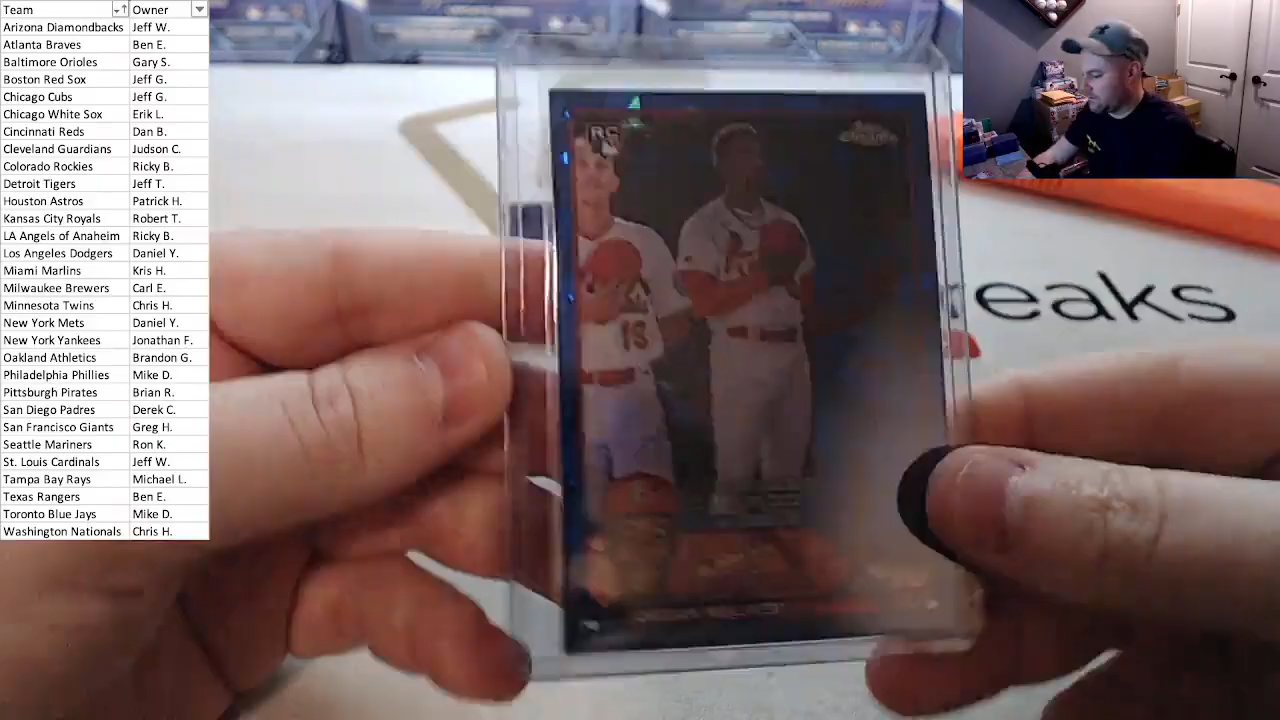 Team Owner
Arizona Diamondbacks Jeff W.
Atlanta Braves Ben E.
Baltimore Orioles Gary S.
Boston Red Sox Jeff G.
Chicago Cubs Jeff G.
Chicago White Sox Erik L.
Cincinnati Reds Dan B.
Cleveland Guardians Judson C.
Colorado Rockies Ricky B.
Detroit Tigers Jeff T.
Houston Astros Patrick H.
Kansas City Royals Robert T.
LA Angels of Anaheim Ricky B.
Los Angeles Dodgers Daniel Y.
Miami Marlins Kris H.
Milwaukee Brewers Carl E.
Minnesota Twins Chris H.
New York Mets Daniel Y.
New York Yankees Jonathan F.
Oakland Athletics Brandon G.
Philadelphia Phillies Mike D.
Pittsburgh Pirates Brian R.
San Diego Padres Derek C.
San Francisco Giants Greg H.
Seattle Mariners Ron K.
St. Louis Cardinals Jeff W.
Tampa Bay Rays Michael L.
Texas Rangers Ben E.
Toronto Blue Jays Mike D.
Washington Nationals Chris H.
RC
Chrome
eaks